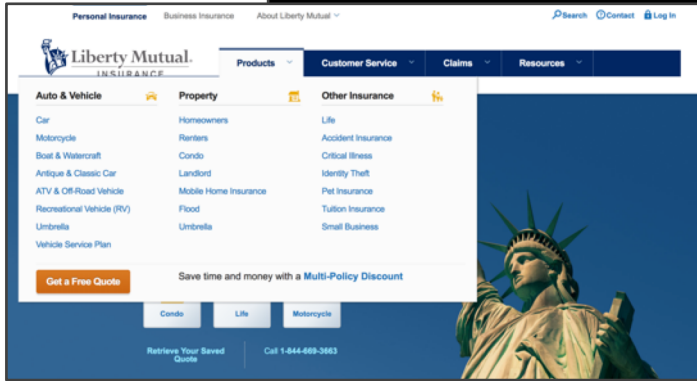 Personal Insurance Business Insurance About Liberty Mutual
Search Contact Log In
Liberty Mutual.
INSURANCE
Products Customer Service Claims Resources
Auto & Vehicle
Car
Motorcycle
Boat & Watercraft
Antique & Classic Car
ATV & Off-Road Vehicle
Recreational Vehicle (RV)
Umbrella
Vehicle Service Plan
Property
Homeowners
Renters
Condo
Landlord
Mobile Home Insurance
Flood
Umbrella
Other Insurance
Life
Accident Insurance
Critical Illness
Identity Theft
Pet Insurance
Tuition Insurance
Small Business
Get a Free Quote
Save time and money with a Multi-Policy Discount
Condo Life Motorcycle
Retrieve Your Saved
Quote
Call 1-844-669-3663